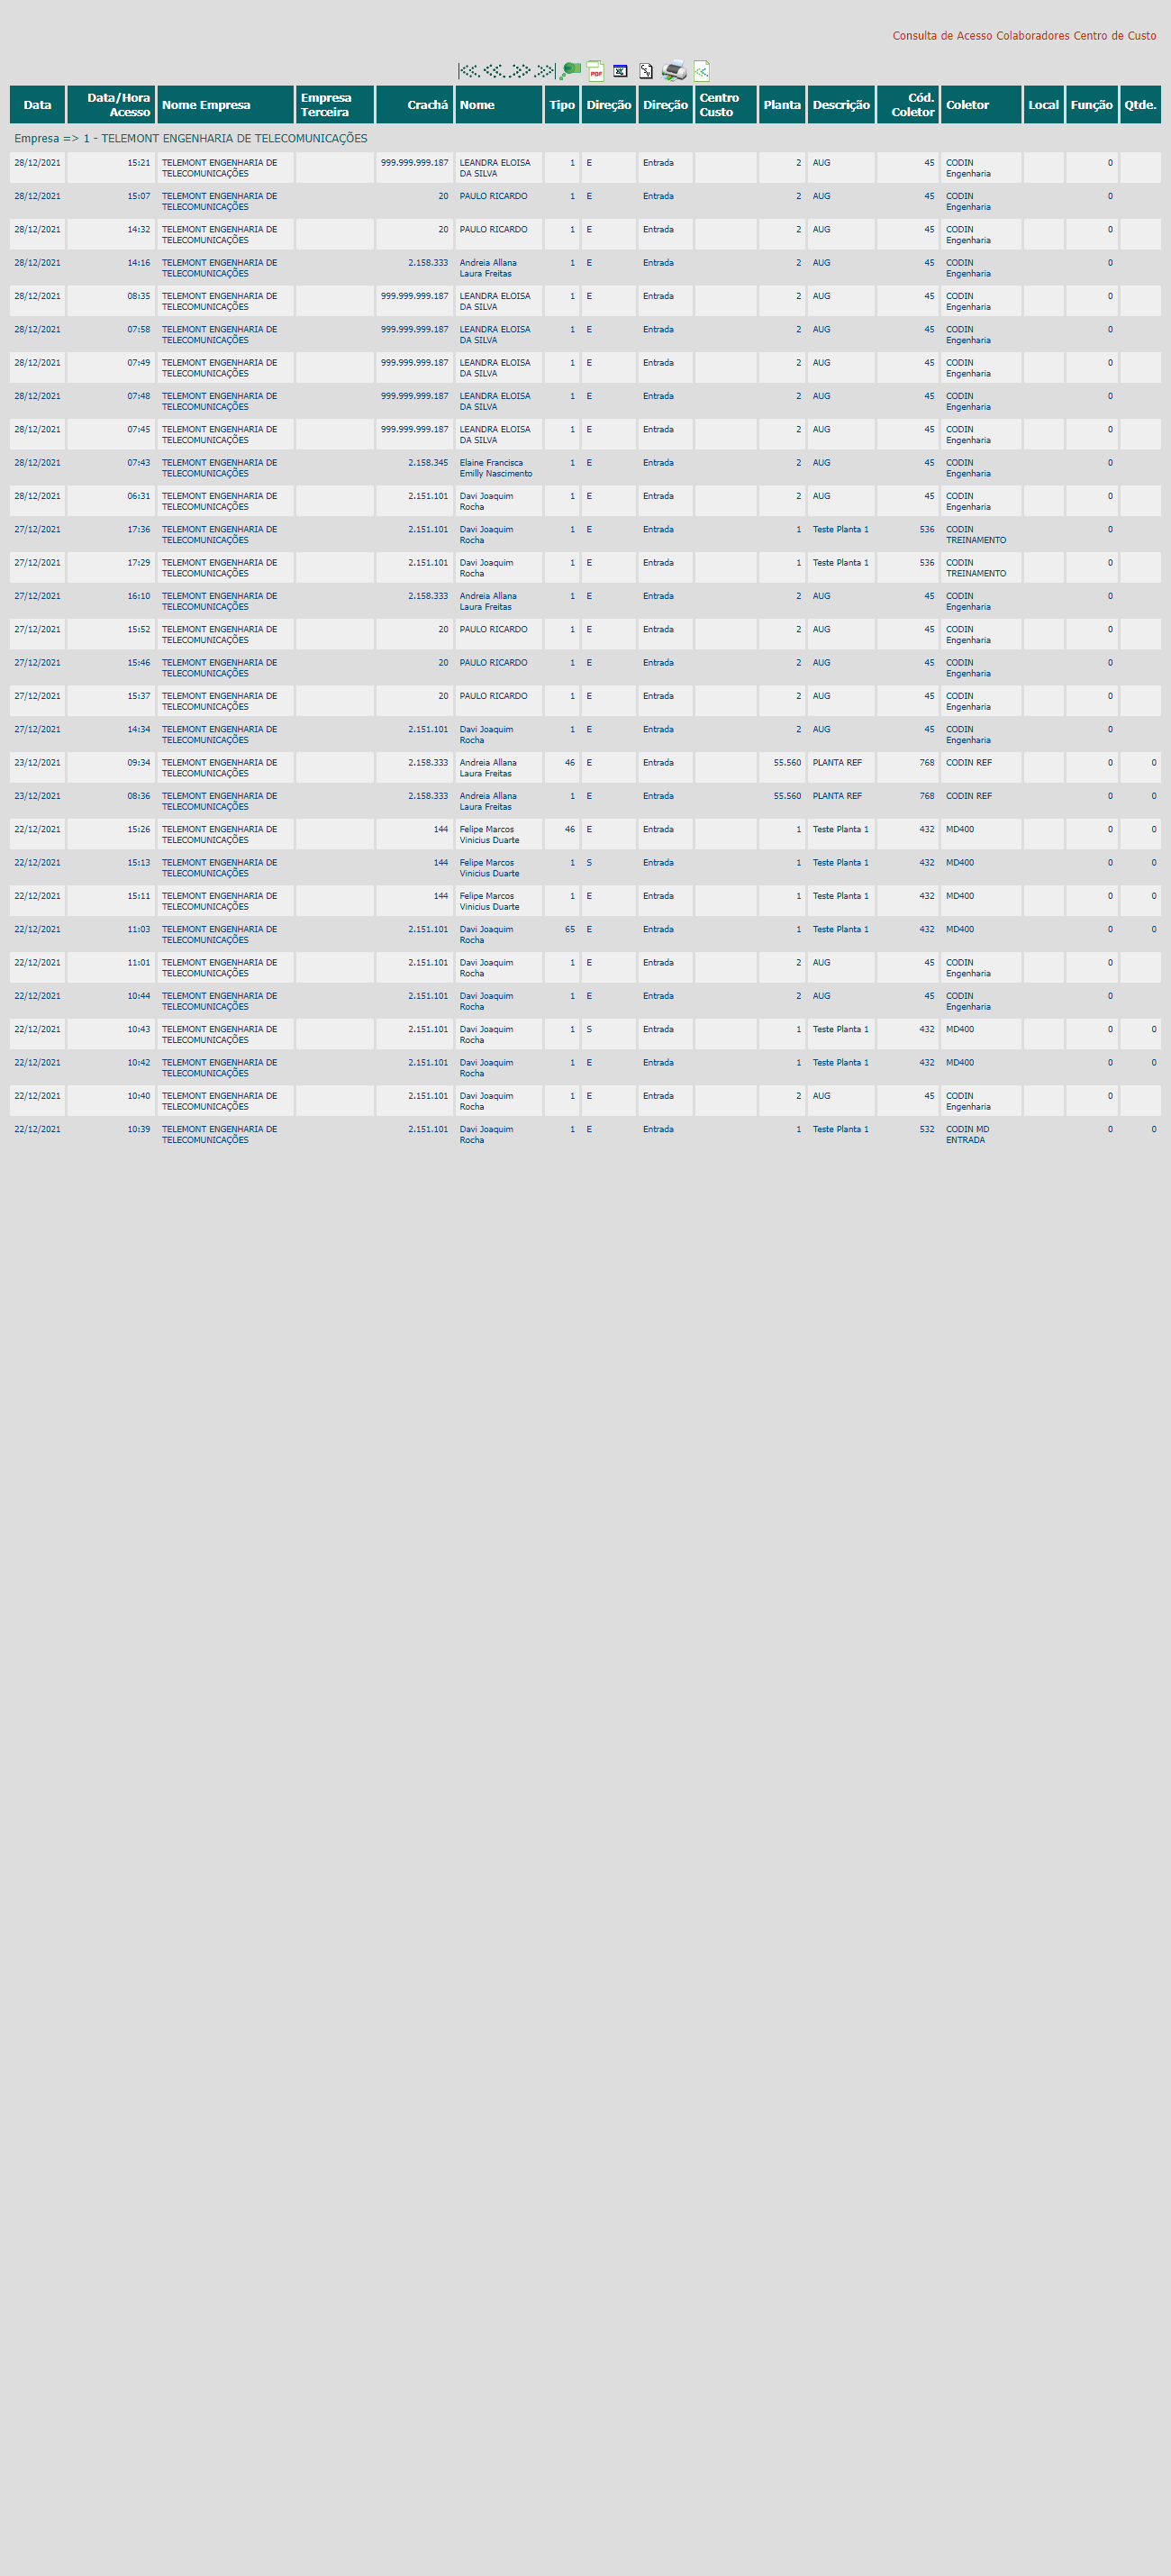 Consulta de Acesso Colaboradores Centro de Custo
PDF
Data Data/Hora Acesso Nome Empresa Empresa Terceira Crachá Nome Tipo Direção Direção Centro Custo Planta Descrição Cód. Coletor Coletor Local Função Qtde.
Empresa => 1 - TELEMONT ENGENHARIA DE TELECOMUNICAÇÕES
28/12/2021 15:21 TELEMONT ENGENHARIA DE TELECOMUNICAÇÕES 999.999.999.187 LEANDRA ELOISA DA SILVA 1 E Entrada 2 AUG 45 CODIN Engenharia 0
28/12/2021 15:07 TELEMONT ENGENHARIA DE TELECOMUNICAÇÕES 20 PAULO RICARDO 1 E Entrada 2 AUG 45 CODIN Engenharia 0
28/12/2021 14:32 TELEMONT ENGENHARIA DE TELECOMUNICAÇÕES 20 PAULO RICARDO 1 E Entrada 2 AUG 45 CODIN Engenharia 0
28/12/2021 14:16 TELEMONT ENGENHARIA DE TELECOMUNICAÇÕES 2.158.333 Andreia Allana Laura Freitas 1 E Entrada 2 AUG 45 CODIN Engenharia 0
28/12/2021 08:35 TELEMONT ENGENHARIA DE TELECOMUNICAÇÕES 999.999.999.187 LEANDRA ELOISA DA SILVA 1 E Entrada 2 AUG 45 CODIN Engenharia 0
28/12/2021 07:58 TELEMONT ENGENHARIA DE TELECOMUNICAÇÕES 999.999.999.187 LEANDRA ELOISA DA SILVA 1 E Entrada 2 AUG 45 CODIN Engenharia 0
28/12/2021 07:49 TELEMONT ENGENHARIA DE TELECOMUNICAÇÕES 999.999.999.187 LEANDRA ELOISA DA SILVA 1 E Entrada 2 AUG 45 CODIN Engenharia 0
28/12/2021 07:48 TELEMONT ENGENHARIA DE TELECOMUNICAÇÕES 999.999.999.187 LEANDRA ELOISA DA SILVA 1 E Entrada 2 AUG 45 CODIN Engenharia 0
28/12/2021 07:45 TELEMONT ENGENHARIA DE TELECOMUNICAÇÕES 999.999.999.187 LEANDRA ELOISA DA SILVA 1 E Entrada 2 AUG 45 CODIN Engenharia 0
28/12/2021 07:43 TELEMONT ENGENHARIA DE TELECOMUNICAÇÕES 2.158.345 Elaine Francisca Emilly Nascimento 1 E Entrada 2 AUG 45 CODIN Engenharia 0
28/12/2021 06:31 TELEMONT ENGENHARIA DE TELECOMUNICAÇÕES 2.151.101 Davi Joaquim Rocha 1 E Entrada 2 AUG 45 CODIN Engenharia 0
27/12/2021 17:36 TELEMONT ENGENHARIA DE TELECOMUNICAÇÕES 2.151.101 Davi Joaquim Rocha 1 E Entrada 1 Teste Planta 1 536 CODIN TREINAMENTO 0
27/12/2021 17:29 TELEMONT ENGENHARIA DE TELECOMUNICAÇÕES 2.151.101 Davi Joaquim Rocha 1 E Entrada 1 Teste Planta 1 536 CODIN TREINAMENTO 0
27/12/2021 16:10 TELEMONT ENGENHARIA DE TELECOMUNICAÇÕES 2.158.333 Andreia Allana Laura Freitas 1 E Entrada 2 AUG 45 CODIN Engenharia 0
27/12/2021 15:52 TELEMONT ENGENHARIA DE TELECOMUNICAÇÕES 20 PAULO RICARDO 1 E Entrada 2 AUG 45 CODIN Engenharia 0
27/12/2021 15:46 TELEMONT ENGENHARIA DE TELECOMUNICAÇÕES 20 PAULO RICARDO 1 E Entrada 2 AUG 45 CODIN Engenharia 0
27/12/2021 15:37 TELEMONT ENGENHARIA DE TELECOMUNICAÇÕES 20 PAULO RICARDO 1 E Entrada 2 AUG 45 CODIN Engenharia 0
27/12/2021 14:34 TELEMONT ENGENHARIA DE TELECOMUNICAÇÕES 2.151.101 Davi Joaquim Rocha 1 E Entrada 2 AUG 45 CODIN Engenharia 0
23/12/2021 09:34 TELEMONT ENGENHARIA DE TELECOMUNICAÇÕES 2.158.333 Andreia Allana Laura Freitas 46 E Entrada 55.560 PLANTA REF 768 CODIN REF 0 0
23/12/2021 08:36 TELEMONT ENGENHARIA DE TELECOMUNICAÇÕES 2.158.333 Andreia Allana Laura Freitas 1 E Entrada 55.560 PLANTA REF 768 CODIN REF 0 0
22/12/2021 15:26 TELEMONT ENGENHARIA DE TELECOMUNICAÇÕES 144 Felipe Marcos Vinicius Duarte 46 E Entrada 1 Teste Planta 1 432 MD400 0 0
22/12/2021 15:13 TELEMONT ENGENHARIA DE TELECOMUNICAÇÕES 144 Felipe Marcos Vinicius Duarte 1 S Entrada 1 Teste Planta 1 432 MD400 0 0
22/12/2021 15:11 TELEMONT ENGENHARIA DE TELECOMUNICAÇÕES 144 Felipe Marcos Vinicius Duarte 1 E Entrada 1 Teste Planta 1 432 MD400 0 0
22/12/2021 11:03 TELEMONT ENGENHARIA DE TELECOMUNICAÇÕES 2.151.101 Davi Joaquim Rocha 65 E Entrada 1 Teste Planta 1 432 MD400 0 0
22/12/2021 11:01 TELEMONT ENGENHARIA DE TELECOMUNICAÇÕES 2.151.101 Davi Joaquim Rocha 1 E Entrada 2 AUG 45 CODIN Engenharia 0
22/12/2021 10:44 TELEMONT ENGENHARIA DE TELECOMUNICAÇÕES 2.151.101 Davi Joaquim Rocha 1 E Entrada 2 AUG 45 CODIN Engenharia 0
22/12/2021 10:43 TELEMONT ENGENHARIA DE TELECOMUNICAÇÕES 2.151.101 Davi Joaquim Rocha 1 S Entrada 1 Teste Planta 1 432 MD400 0 0
22/12/2021 10:42 TELEMONT ENGENHARIA DE TELECOMUNICAÇÕES 2.151.101 Davi Joaquim Rocha 1 E Entrada 1 Teste Planta 1 432 MD400 0 0
22/12/2021 10:40 TELEMONT ENGENHARIA DE TELECOMUNICAÇÕES 2.151.101 Davi Joaquim Rocha 1 E Entrada 2 AUG 45 CODIN Engenharia 0
22/12/2021 10:39 TELEMONT ENGENHARIA DE TELECOMUNICAÇÕES 2.151.101 Davi Joaquim Rocha 1 E Entrada 1 Teste Planta 1 532 CODIN MD ENTRADA 0 0